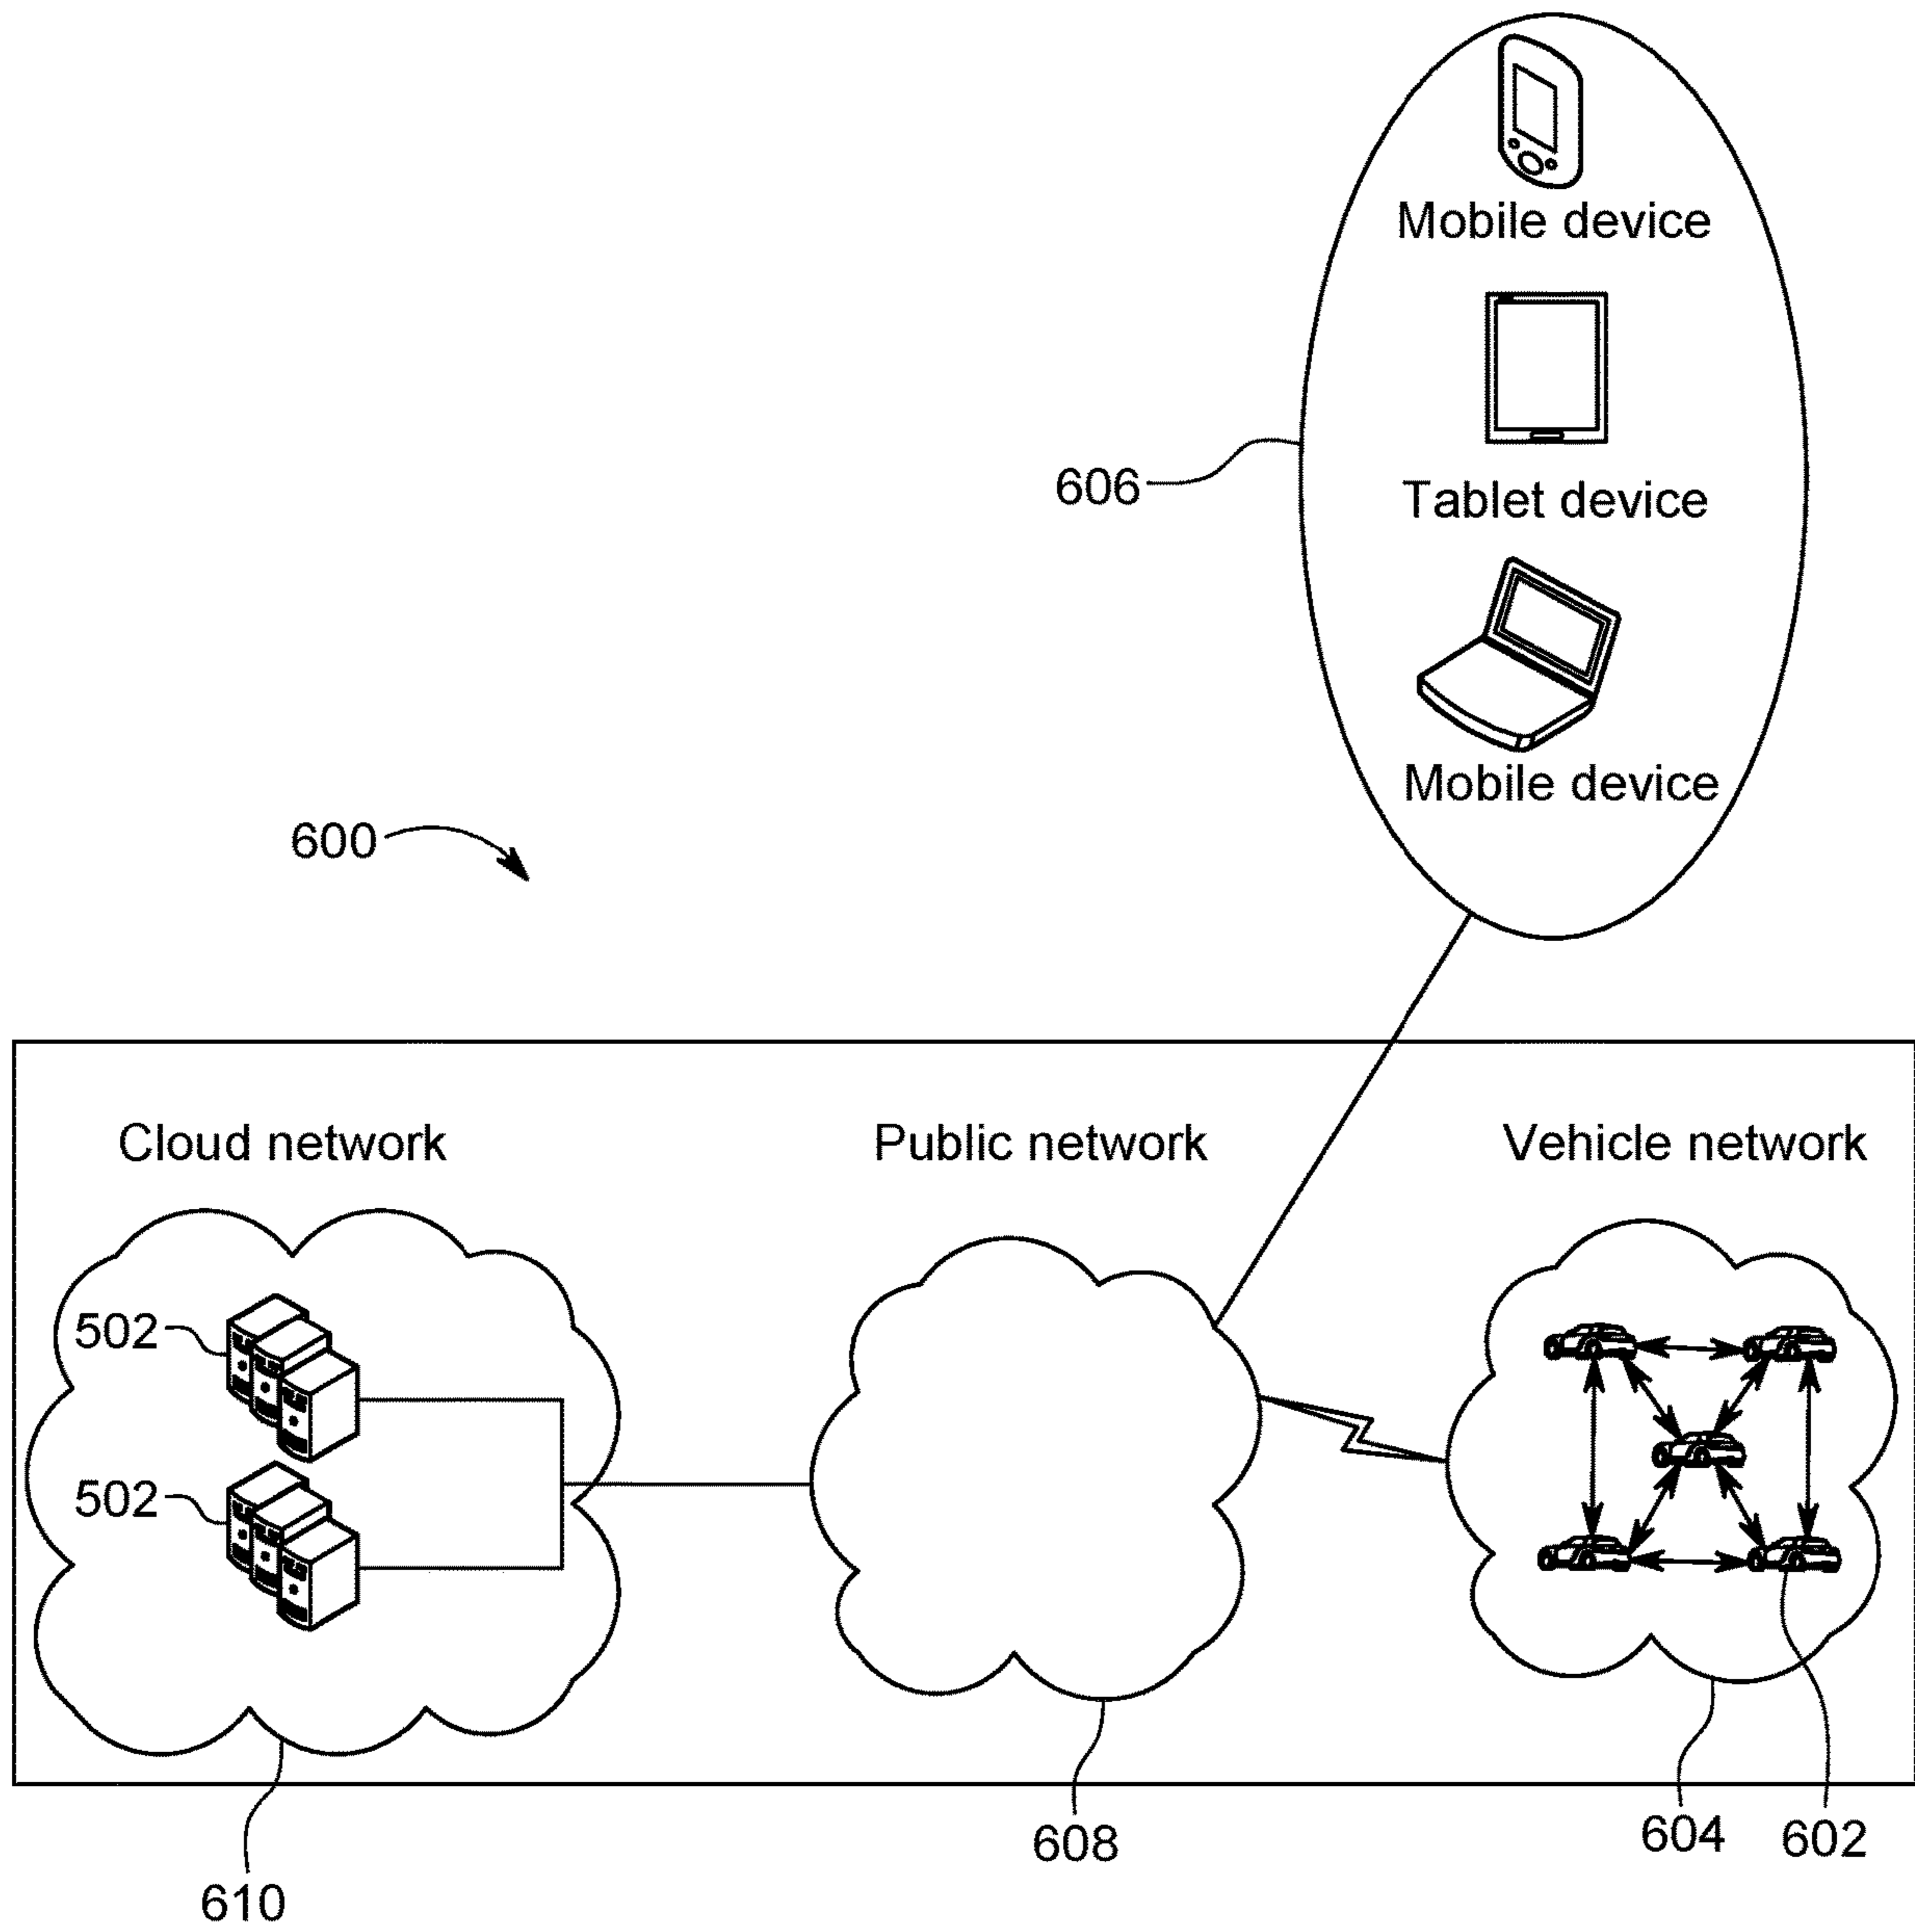 Mobile device
606
Tablet device
Mobile device
600
Cloud network
Public network
Vehicle network
502
502
610
608
604
602